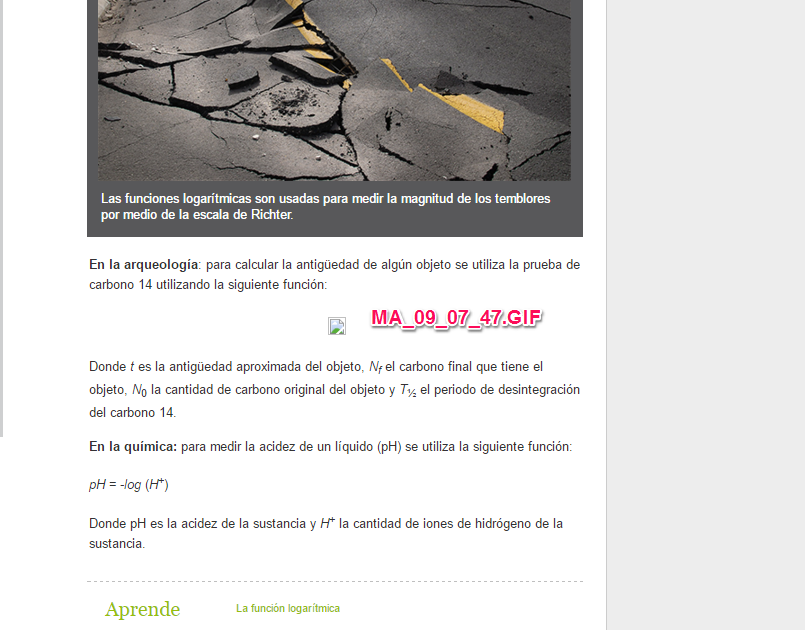 Las funciones logarítmicas son usadas para medir la magnitud de los temblores
por medio de la escala de Richter.
En la arqueología: para calcular la antigüedad de algún objeto se utiliza la prueba de
carbono 14 utilizando la siguiente función:
MA_09_07_47.GIF
Donde t es la antigüedad aproximada del objeto, Nf el carbono final que tiene el
objeto, N0 la cantidad de carbono original del objeto y T½ el periodo de desintegración
del carbono 14.
En la química: para medir la acidez de un líquido (pH) se utiliza la siguiente función:
pH = -log (H+)
Donde pH es la acidez de la sustancia y H+ la cantidad de iones de hidrógeno de la
sustancia.
Aprende La función logarítmica